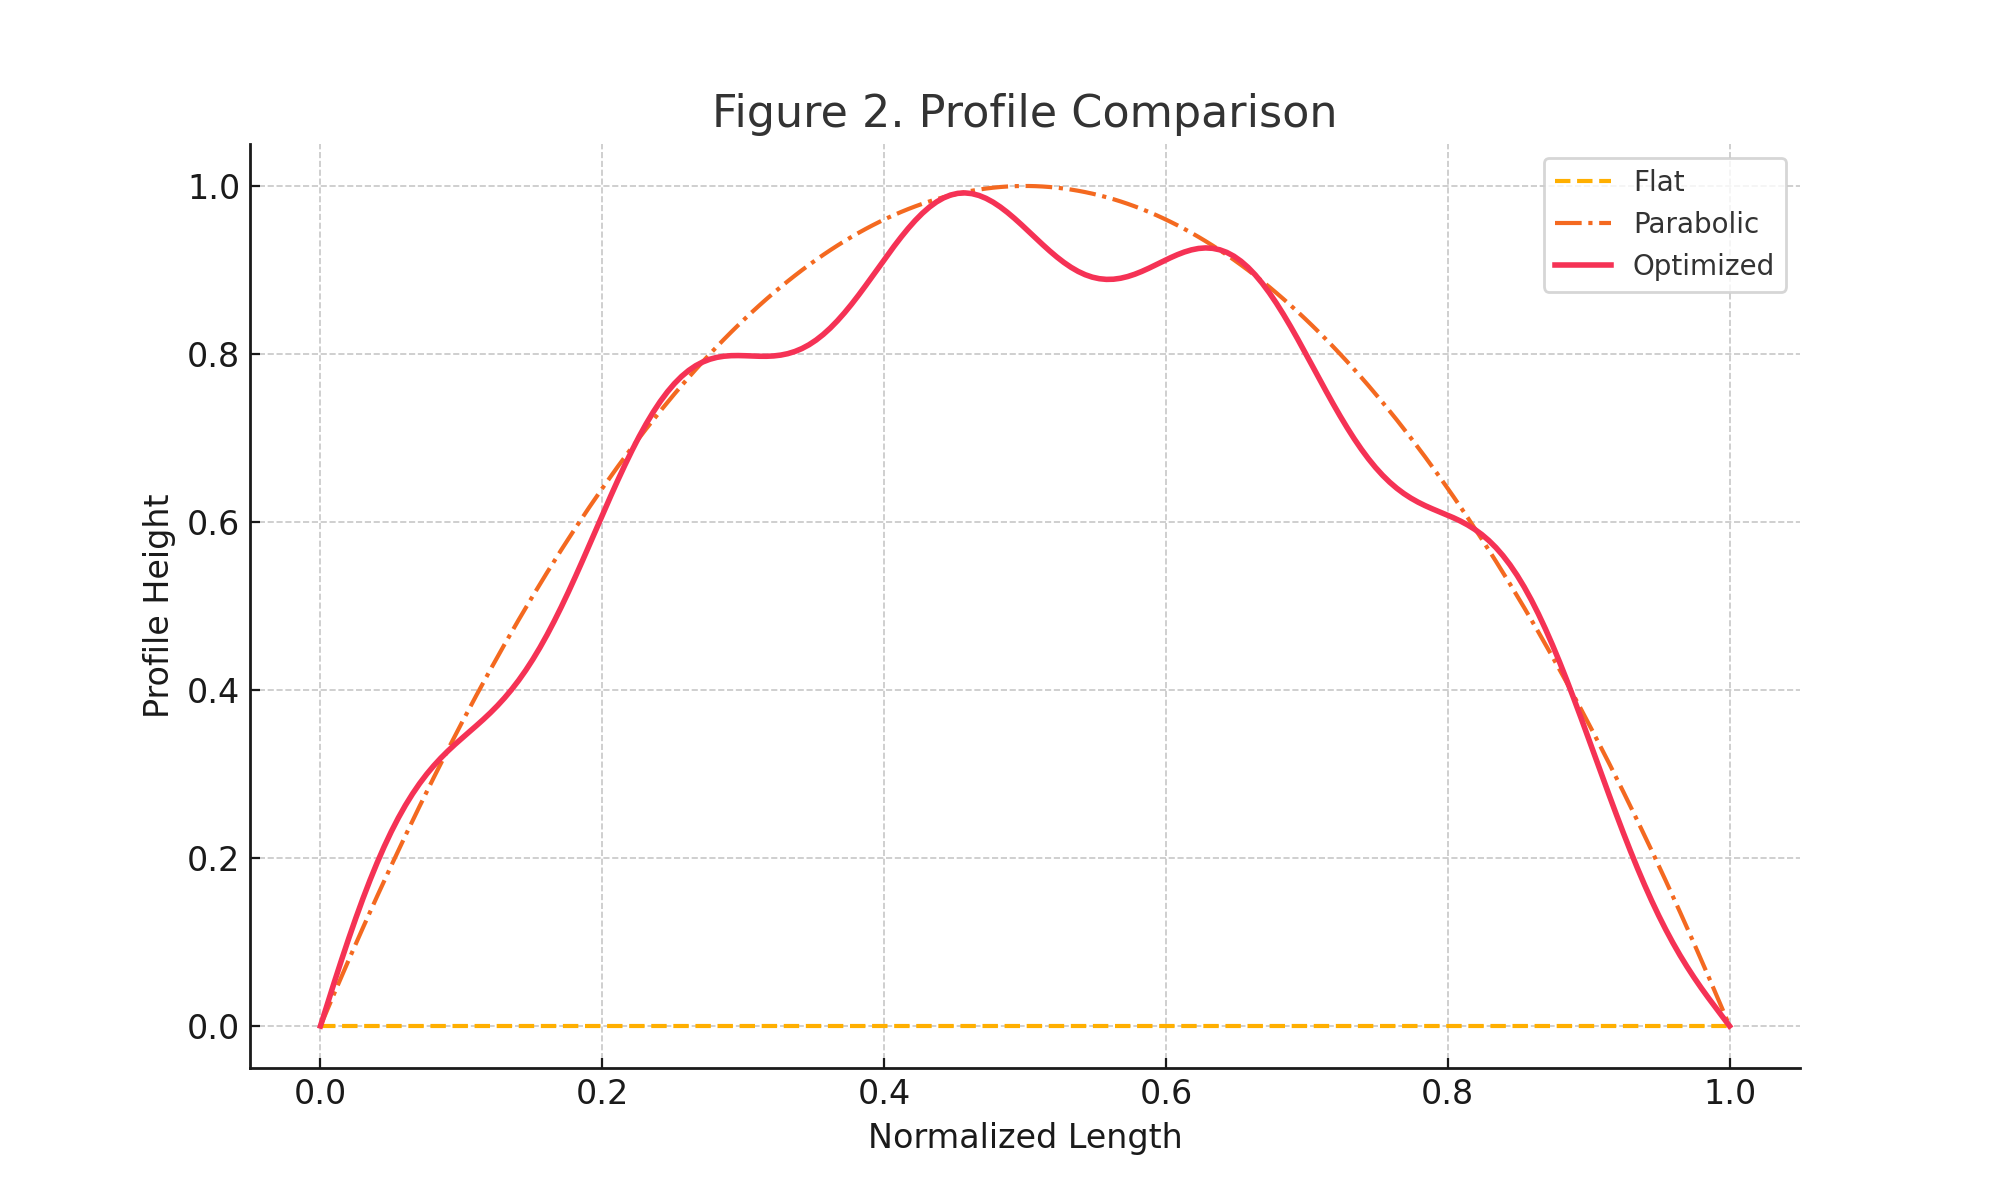 Figure 2. Profile Comparison
Flat
Parabolic
Optimized
1.0
0.8
0.6
0.4
0.2
0.0
Profile Height
0.0 0.2 0.4 0.6 0.8 1.0
Normalized Length